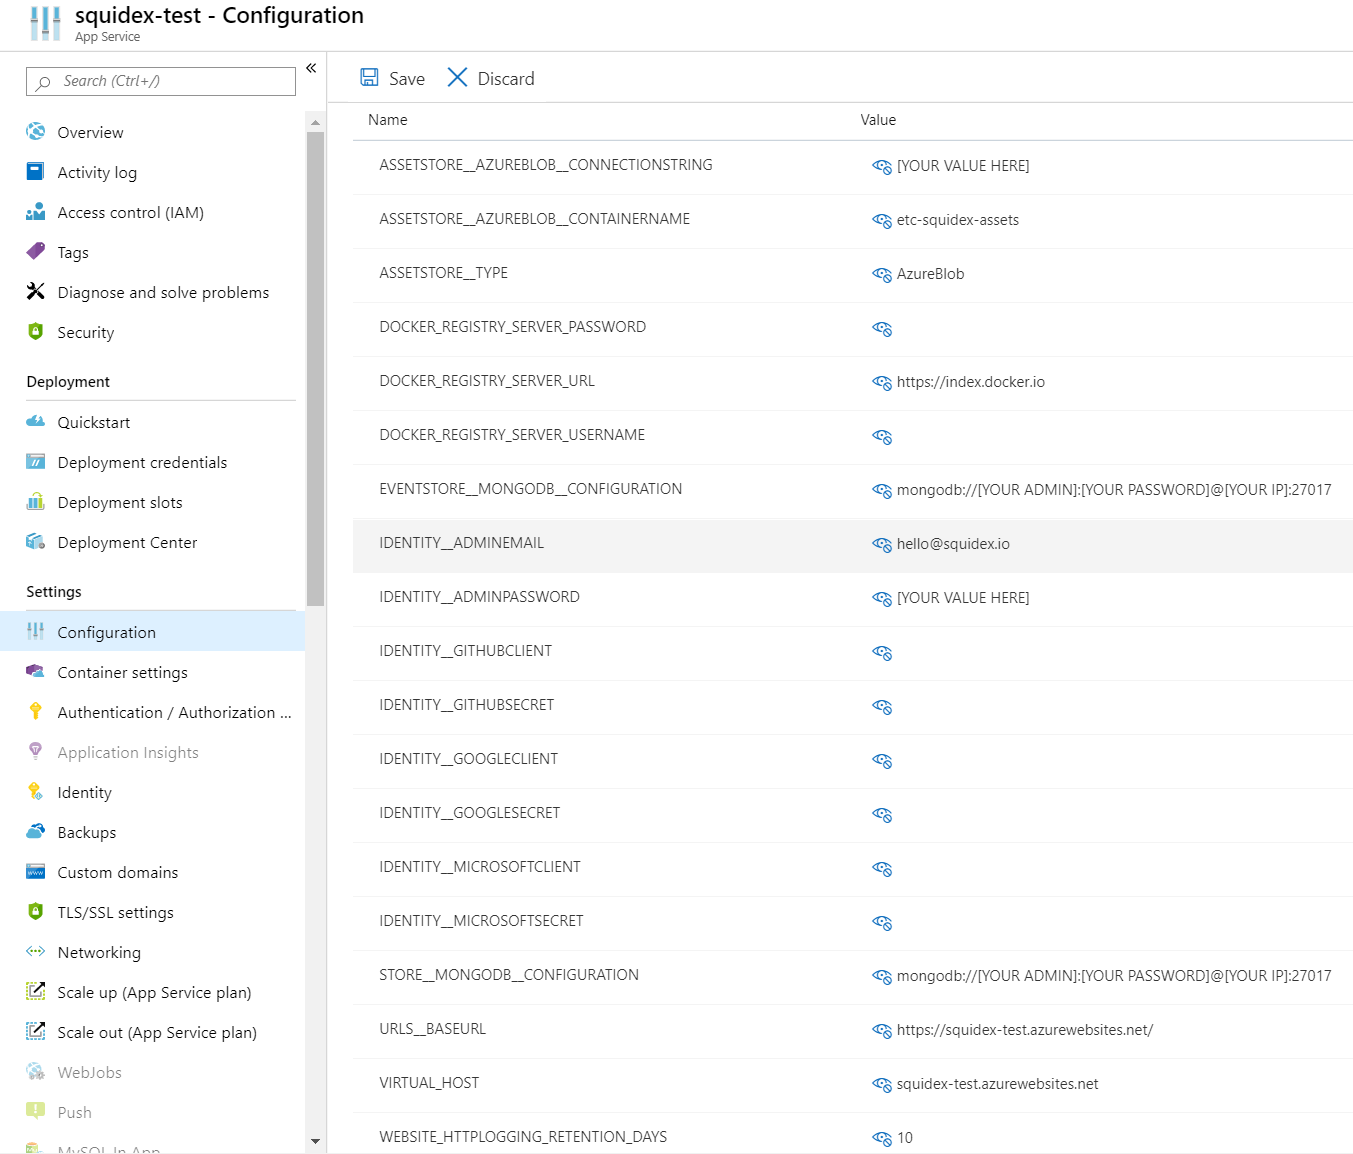 squidex-test - Configuration
App Service
Search (Ctrl+/)
«
Overview
Activity log
Access control (IAM)
Tags
Diagnose and solve problems
Security
Deployment
Quickstart
Deployment credentials
Deployment slots
Deployment Center
Settings
Configuration
Container settings
Authentication / Authorization ...
Application Insights
Identity
Backups
Custom domains
TLS/SSL settings
Networking
Scale up (App Service plan)
Scale out (App Service plan)
WebJobs
Push
MySQL In App
Save Discard
Name Value
ASSETSTORE__AZUREBLOB__CONNECTIONSTRING [YOUR VALUE HERE]
ASSETSTORE__AZUREBLOB__CONTAINERNAME etc-squidex-assets
ASSETSTORE__TYPE AzureBlob
DOCKER_REGISTRY_SERVER_PASSWORD
DOCKER_REGISTRY_SERVER_URL https://index.docker.io
DOCKER_REGISTRY_SERVER_USERNAME
EVENTSTORE__MONGODB__CONFIGURATION mongodb://[YOUR ADMIN]:[YOUR PASSWORD]@[YOUR IP]:27017
IDENTITY__ADMINEMAIL hello@squidex.io
IDENTITY__ADMINPASSWORD [YOUR VALUE HERE]
IDENTITY__GITHUBCLIENT
IDENTITY__GITHUBSECRET
IDENTITY__GOOGLECLIENT
IDENTITY__GOOGLESECRET
IDENTITY__MICROSOFTCLIENT
IDENTITY__MICROSOFTSECRET
STORE__MONGODB__CONFIGURATION mongodb://[YOUR ADMIN]:[YOUR PASSWORD]@[YOUR IP]:27017
URLS__BASEURL https://squidex-test.azurewebsites.net/
VIRTUAL_HOST squidex-test.azurewebsites.net
WEBSITE_HTTPLOGGING_RETENTION_DAYS 10